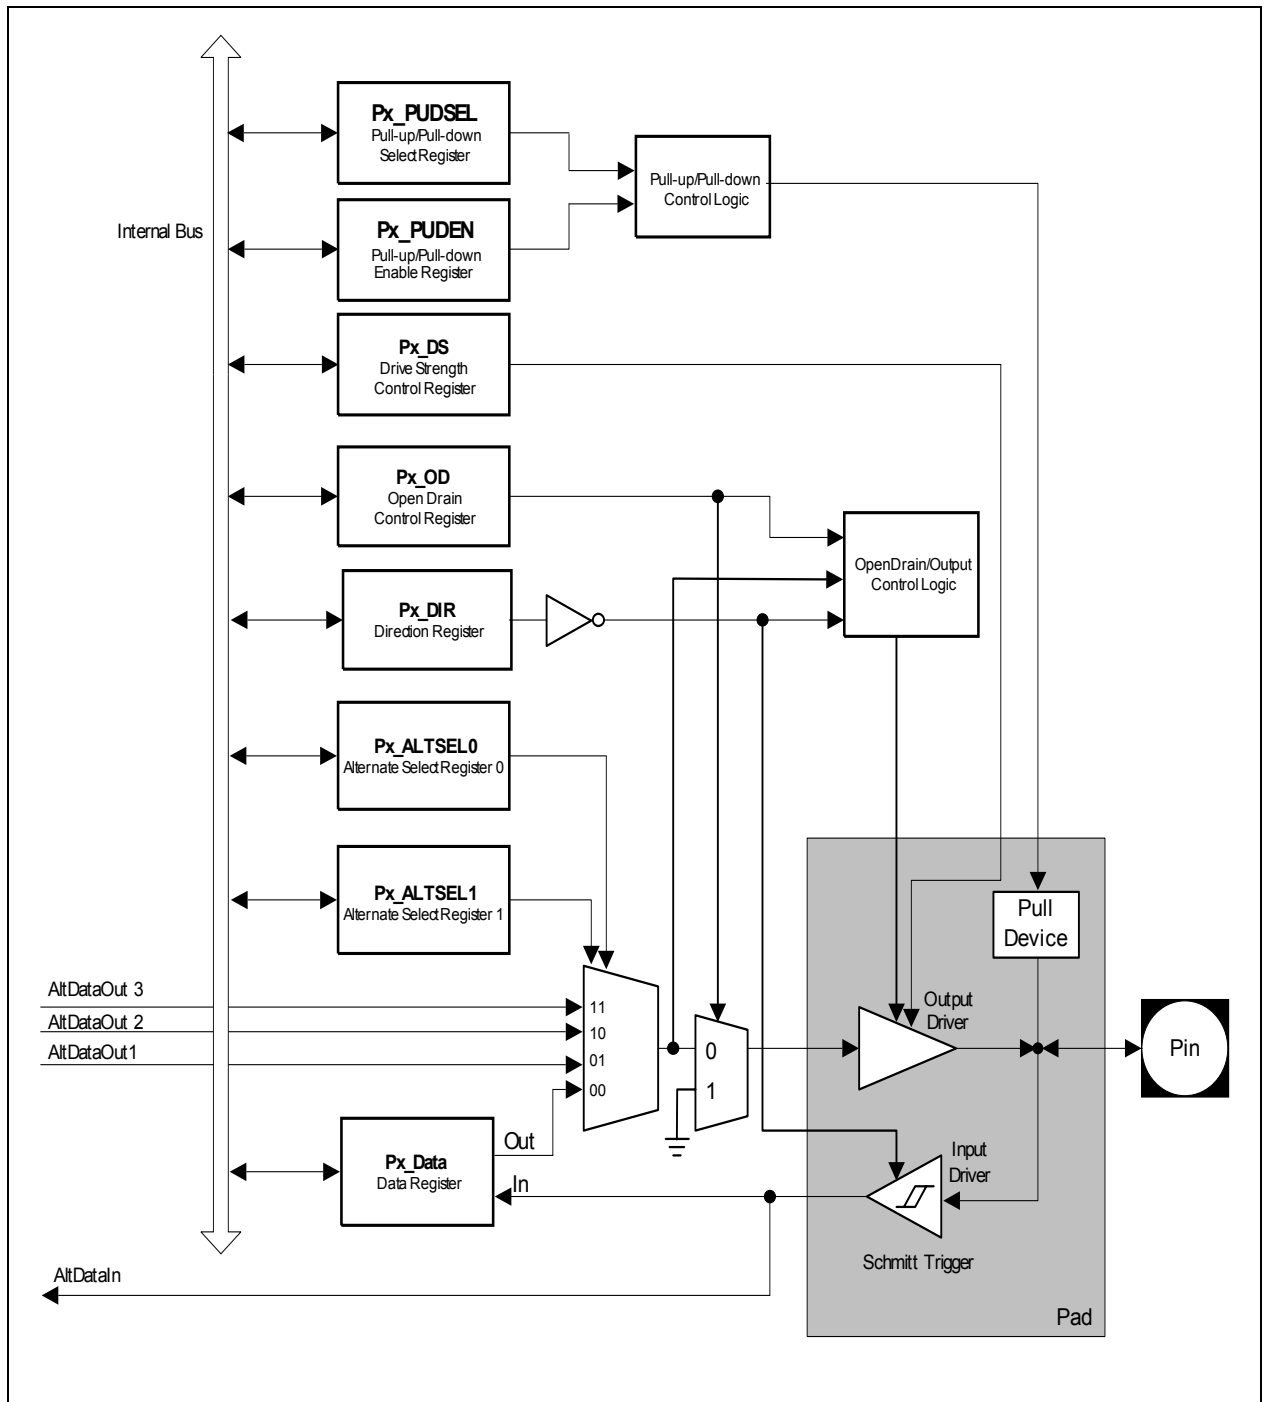 Px_PUDSEL
Pull-up/Pull-down
Select Register
Pull-up/Pull-down
Control Logic
Internal Bus
Px_PUDEN
Pull-up/Pull-down
Enable Register
Px_DS
Drive Strength
Control Register
Px_OD
Open Drain
Control Register
OpenDrain/Output
Control Logic
Px_DIR
Direction Register
Px_ALTSEL0
Alternate Select Register 0
Px_ALTSEL1
Alternate Select Register 1
Pull
Device
AltDataOut 3
AltDataOut 2
AltDataOut1
11
10
01
00
0
1
Output
Driver
Pin
Out
In
Px_Data
Data Register
Input
Driver
Schmitt Trigger
AltDataIn
Pad